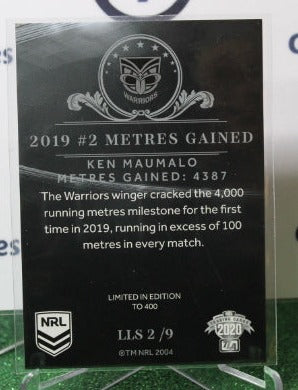 WARRIORS
2019 #2 METRES GAINED
KEN MAUMALO
METRES GAINED: 4387
The Warriors winger cracked the 4,000
running metres milestone for the first
time in 2019, running in excess of 100
metres in every match.
LIMITED IN EDITION
TO 400
NRL
LLS 2/9
2020
©TM NRL 2004